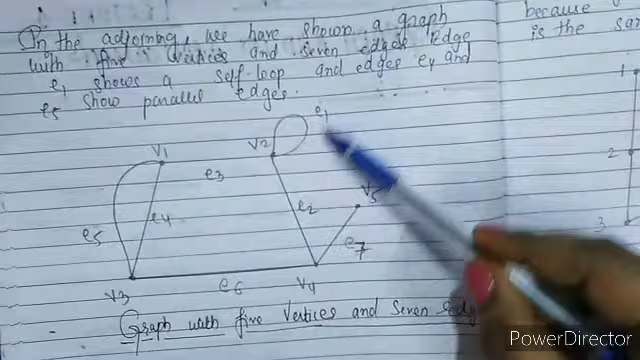 In the adjoining, we have shown a graph
with five vertices and seven edges. Edge
e1 shows a self-loop and edges e4 and
e5 show parallel edges.
e1
V1
V2
e3
V5
e5
e4
e2
e7
V3
e6
V4
Graph with five vertices and seven edg
because
is the sa
1
2
3
PowerDirector